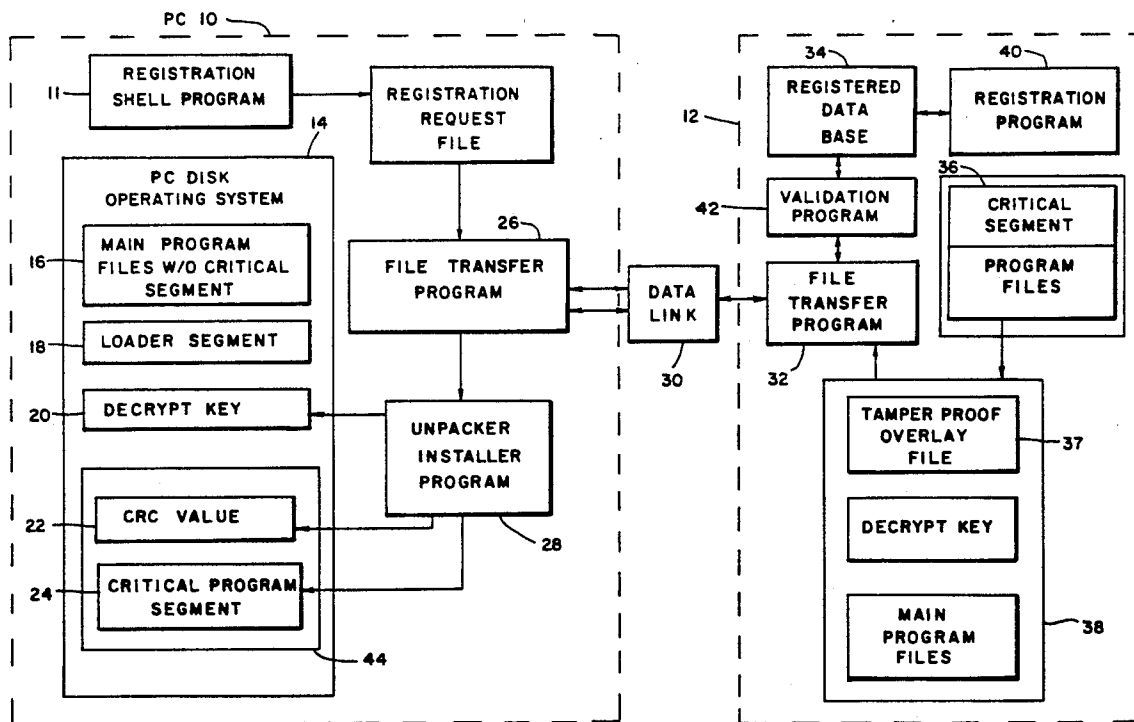 PC 10
11
REGISTRATION
SHELL PROGRAM
REGISTRATION
REQUEST
FILE
14
PC DISK
OPERATING SYSTEM
16
MAIN PROGRAM
FILES W/O CRITICAL
SEGMENT
18
LOADER SEGMENT
20
DECRYPT KEY
22
CRC VALUE
24
CRITICAL PROGRAM
SEGMENT
44
26
FILE TRANSFER
PROGRAM
UNPACKER
INSTALLER
PROGRAM
28
DATA
LINK
30
12
34
REGISTERED
DATA
BASE
40
REGISTRATION
PROGRAM
42
VALIDATION
PROGRAM
36
CRITICAL
SEGMENT
PROGRAM
FILES
FILE
TRANSFER
PROGRAM
32
TAMPER PROOF
OVERLAY
FILE
37
DECRYPT KEY
MAIN
PROGRAM
FILES
38